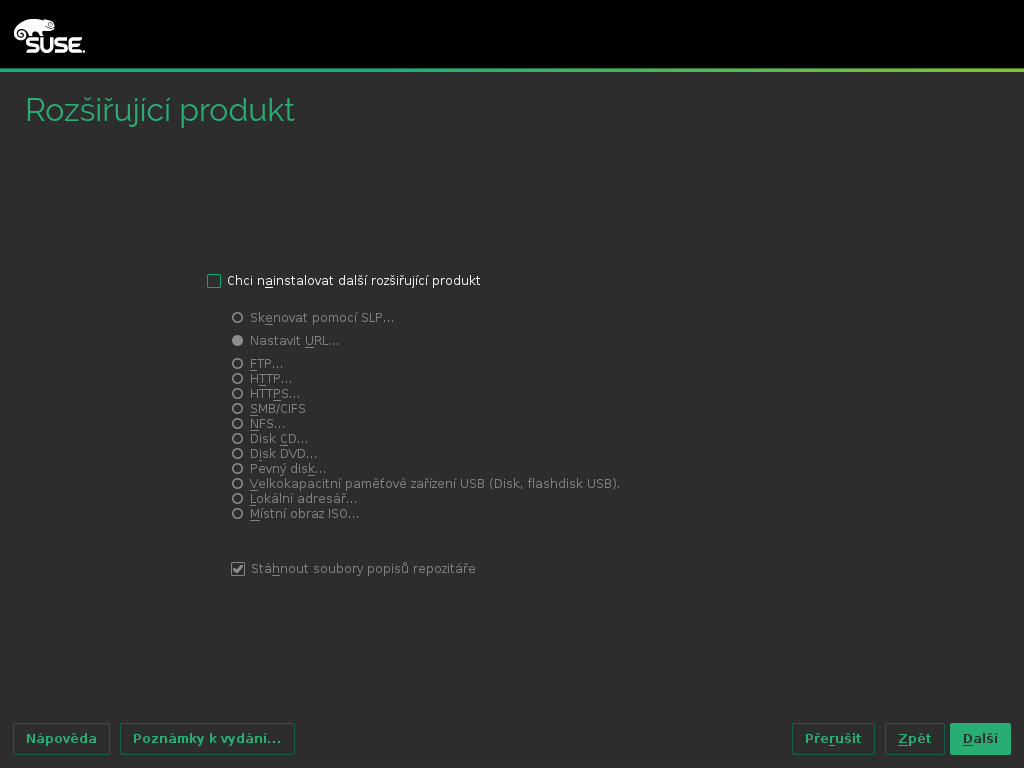 SUSE.
Rozšiřující produkt
Chci nainstalovat další rozšiřující produkt
Skenovat pomocí SLP...
Nastavit URL...
FTP...
HTTP...
HTTPS...
SMB/CIFS
NFS...
Disk CD...
Disk DVD...
Pevný disk...
Velkokapacitní paměťové zařízení USB (Disk, flashdisk USB).
Lokální adresář...
Místní obraz ISO...
Stáhnout soubory popisů repozitáře
Nápověda Poznámky k vydání... Přerušit Zpět Další